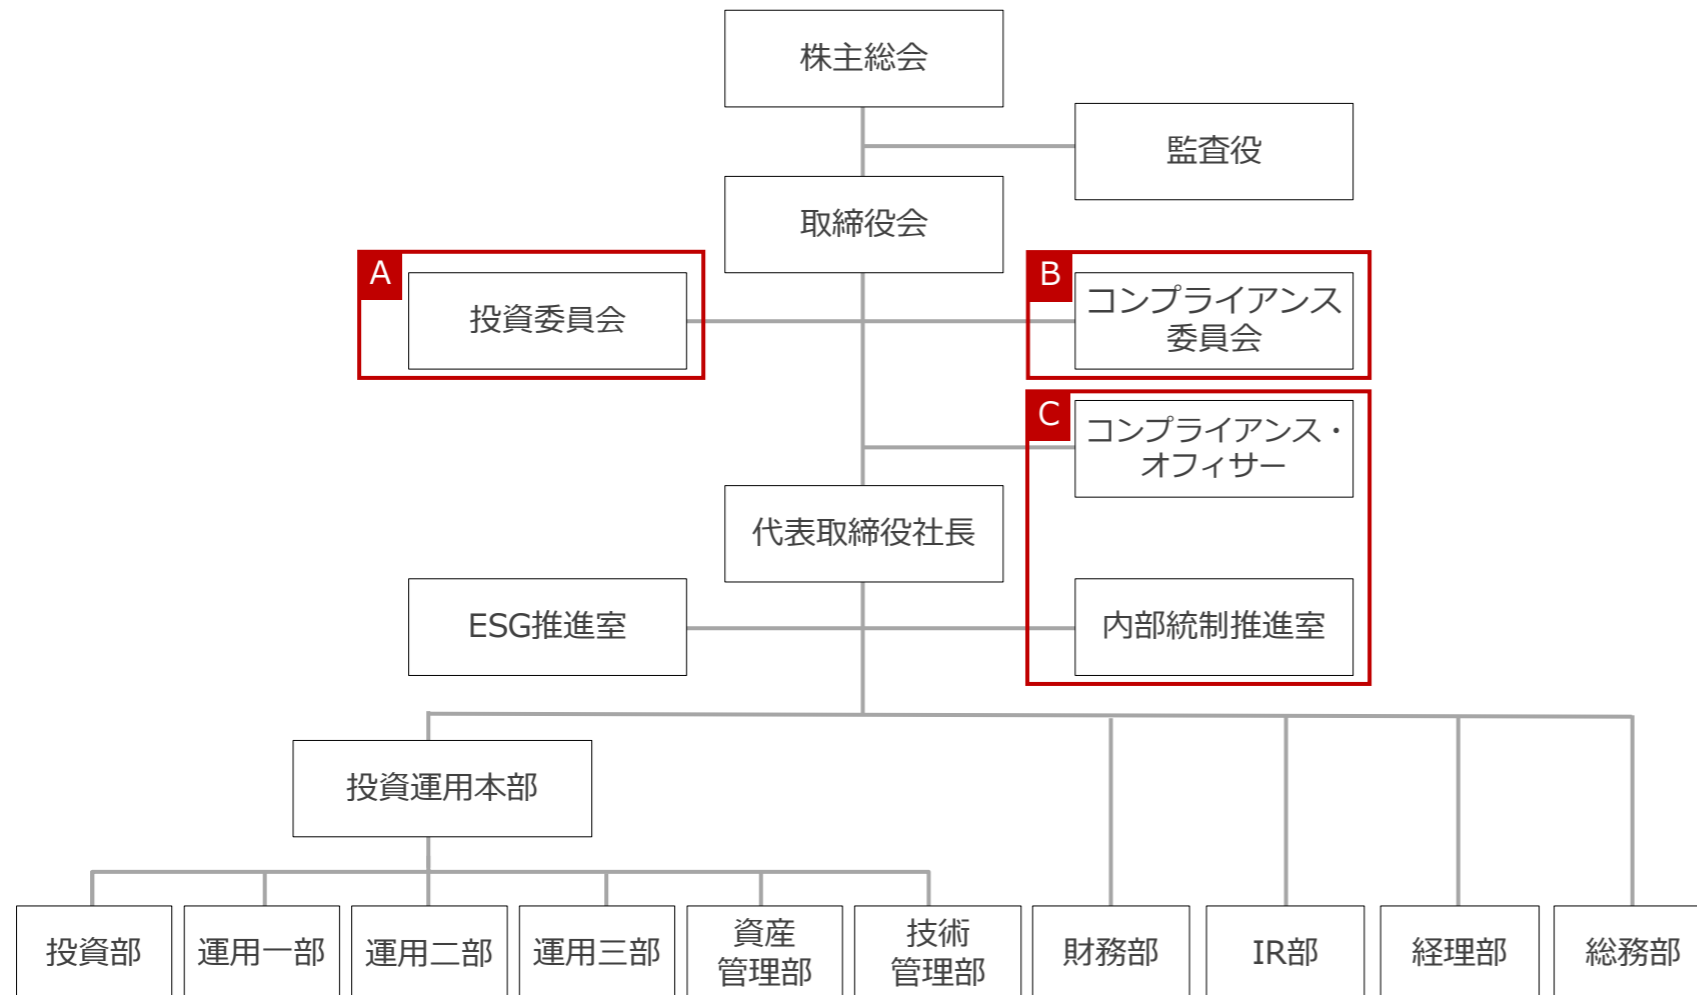 株主総会
監査役
取締役会
A
投資委員会
B
コンプライアンス
委員会
C
コンプライアンス・
オフィサー
代表取締役社長
ESG推進室
内部統制推進室
投資運用本部
投資部
運用一部
運用二部
運用三部
資産
管理部
技術
管理部
財務部
IR部
経理部
総務部